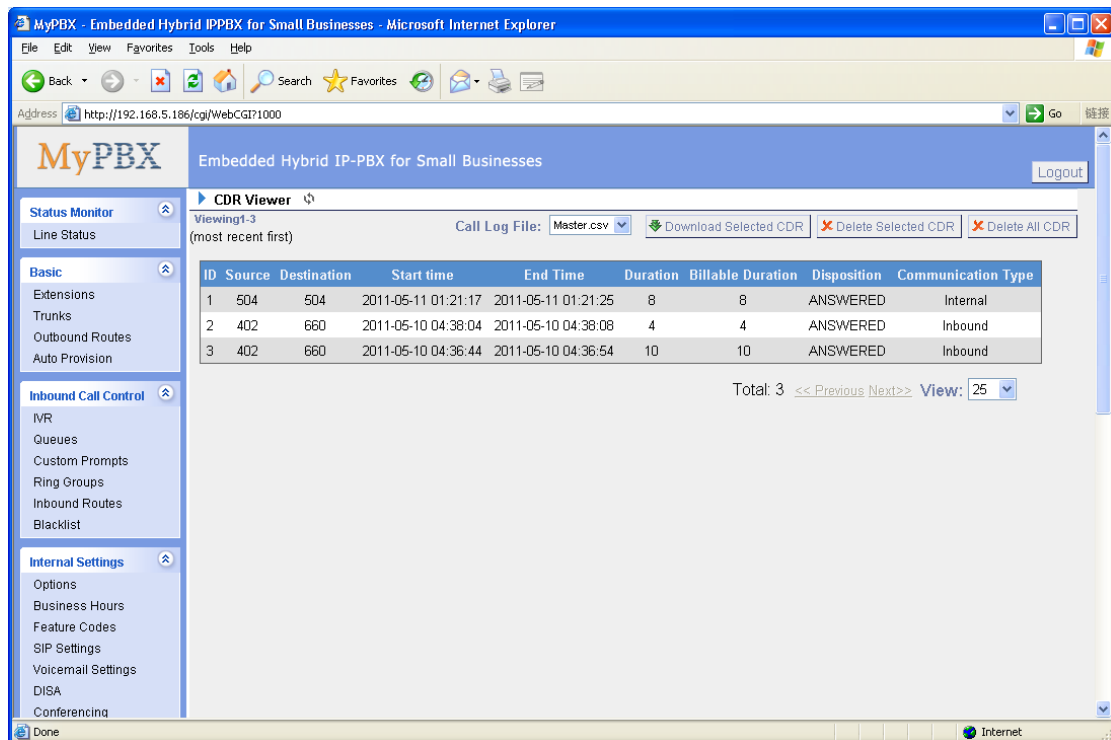 MyPBX - Embedded Hybrid IPPBX for Small Businesses - Microsoft Internet Explorer
File Edit View Favorites Tools Help
Back Search Favorites
Address http://192.168.5.186/cgi/WebCGI?1000 Go 链接
MyPBX Embedded Hybrid IP-PBX for Small Businesses
Logout
Status Monitor
Line Status
Basic
Extensions
Trunks
Outbound Routes
Auto Provision
Inbound Call Control
IVR
Queues
Custom Prompts
Ring Groups
Inbound Routes
Blacklist
Internal Settings
Options
Business Hours
Feature Codes
SIP Settings
Voicemail Settings
DISA
Conferencing
CDR Viewer
Viewing1-3
(most recent first)
Call Log File: Master.csv Download Selected CDR Delete Selected CDR Delete All CDR
ID Source Destination Start time End Time Duration Billable Duration Disposition Communication Type
1 504 504 2011-05-11 01:21:17 2011-05-11 01:21:25 8 8 ANSWERED Internal
2 402 660 2011-05-10 04:38:04 2011-05-10 04:38:08 4 4 ANSWERED Inbound
3 402 660 2011-05-10 04:36:44 2011-05-10 04:36:54 10 10 ANSWERED Inbound
Total: 3 << Previous Next>> View: 25
Done Internet